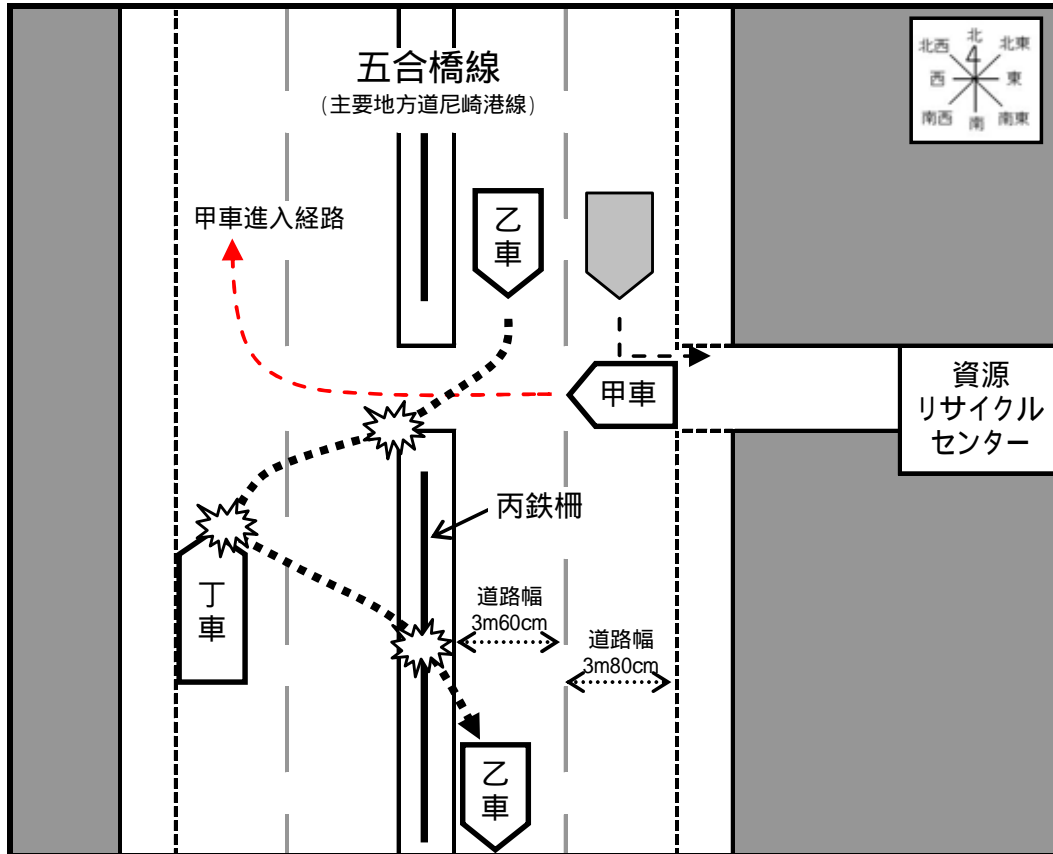 五合橋線
(主要地方道尼崎港線)
北
北西
北東
西
東
南西
南
南東
甲車進入経路
乙
車
甲車
資源
リサイクル
センター
丙鉄柵
丁
車
道路幅
3m60cm
道路幅
3m80cm
乙
車